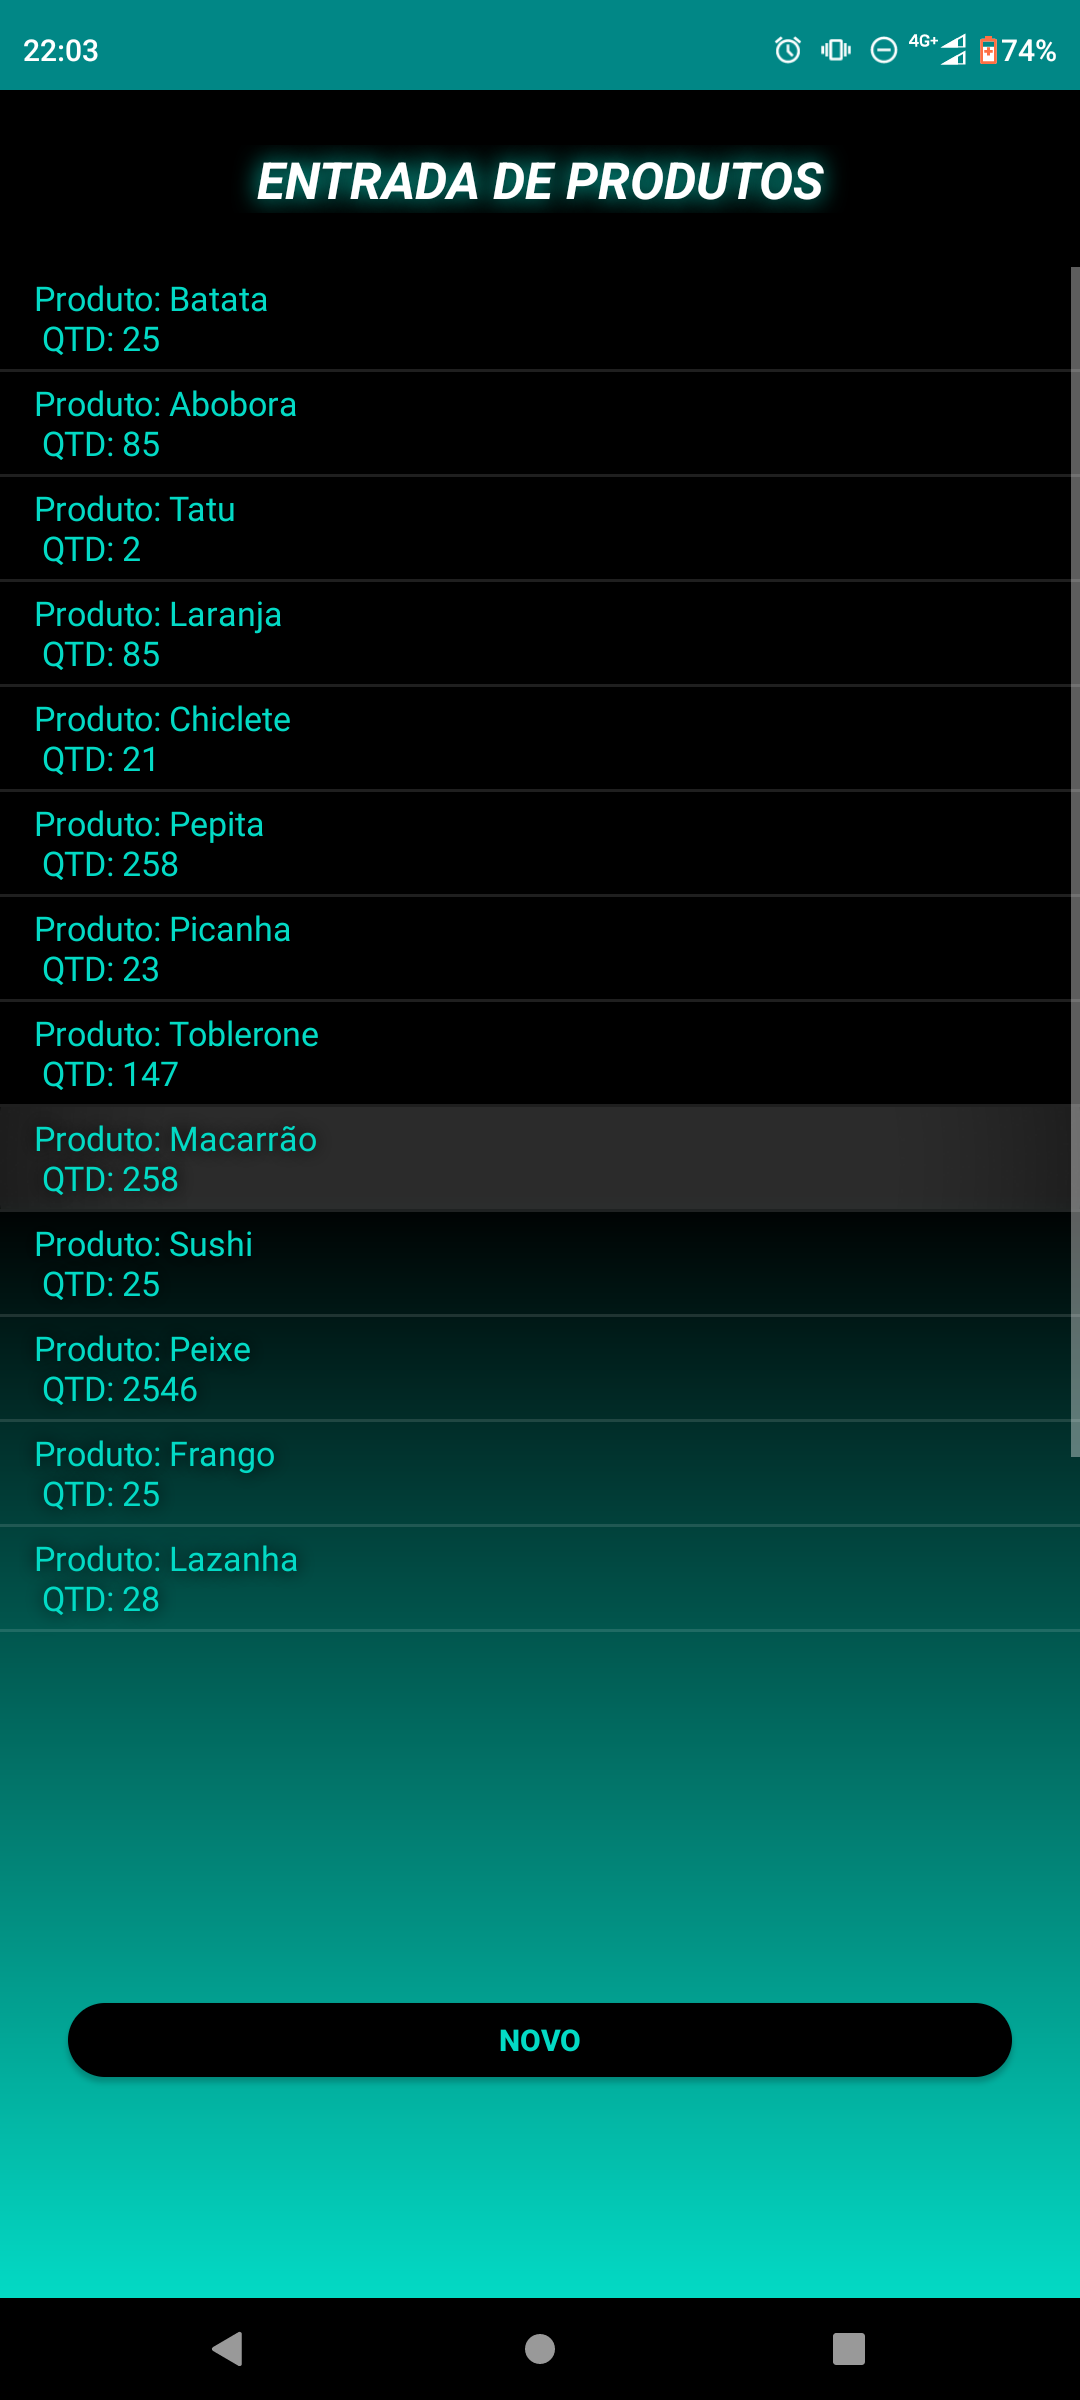 22:03
4G+
74%
ENTRADA DE PRODUTOS
Produto: Batata
QTD: 25
Produto: Abobora
QTD: 85
Produto: Tatu
QTD: 2
Produto: Laranja
QTD: 85
Produto: Chiclete
QTD: 21
Produto: Pepita
QTD: 258
Produto: Picanha
QTD: 23
Produto: Toblerone
QTD: 147
Produto: Macarrão
QTD: 258
Produto: Sushi
QTD: 25
Produto: Peixe
QTD: 2546
Produto: Frango
QTD: 25
Produto: Lazanha
QTD: 28
NOVO